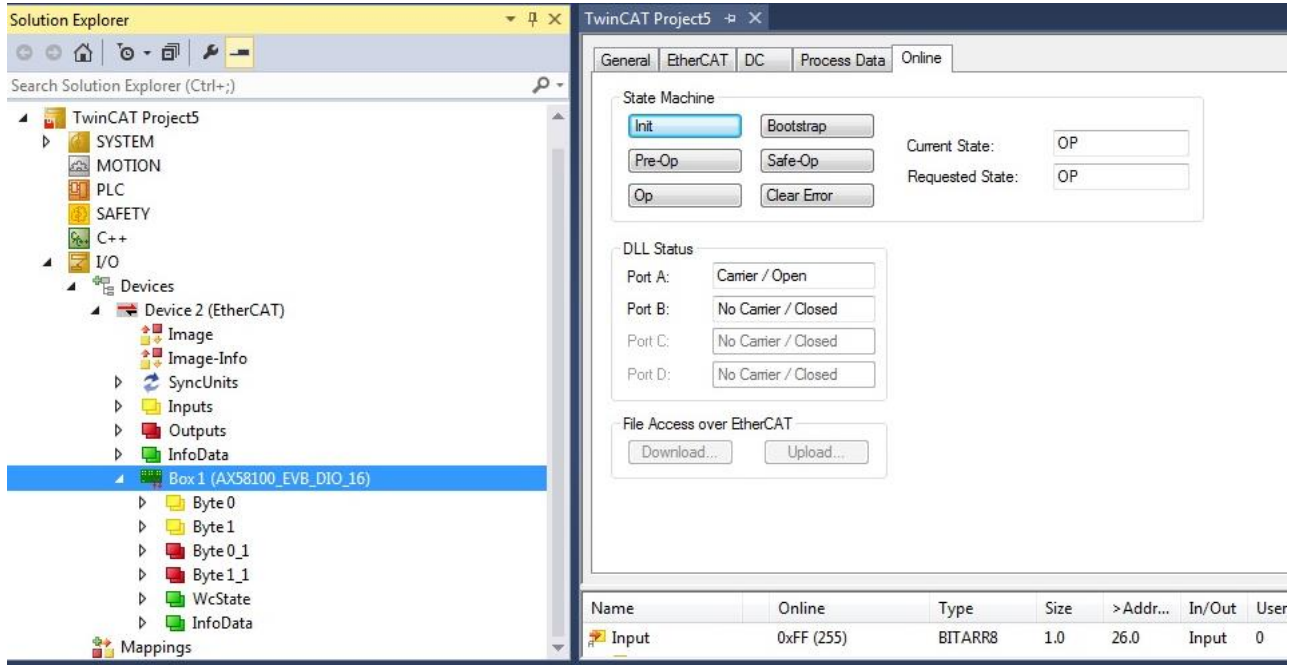 Solution Explorer
Search Solution Explorer (Ctrl+;)
TwinCAT Project5
SYSTEM
MOTION
PLC
SAFETY
C++
I/O
Devices
Device 2 (EtherCAT)
Image
Image-Info
SyncUnits
Inputs
Outputs
InfoData
Box 1 (AX58100_EVB_DIO_16)
Byte 0
Byte 1
Byte 0_1
Byte 1_1
WcState
InfoData
Mappings
TwinCAT Project5
General EtherCAT DC Process Data Online
State Machine
Init Bootstrap
Pre-Op Safe-Op
Op Clear Error
Current State: OP
Requested State: OP
DLL Status
Port A: Carrier / Open
Port B: No Carrier / Closed
Port C: No Carrier / Closed
Port D: No Carrier / Closed
File Access over EtherCAT
Download... Upload...
Name Online Type Size >Addr... In/Out User
Input 0xFF (255) BITARR8 1.0 26.0 Input 0